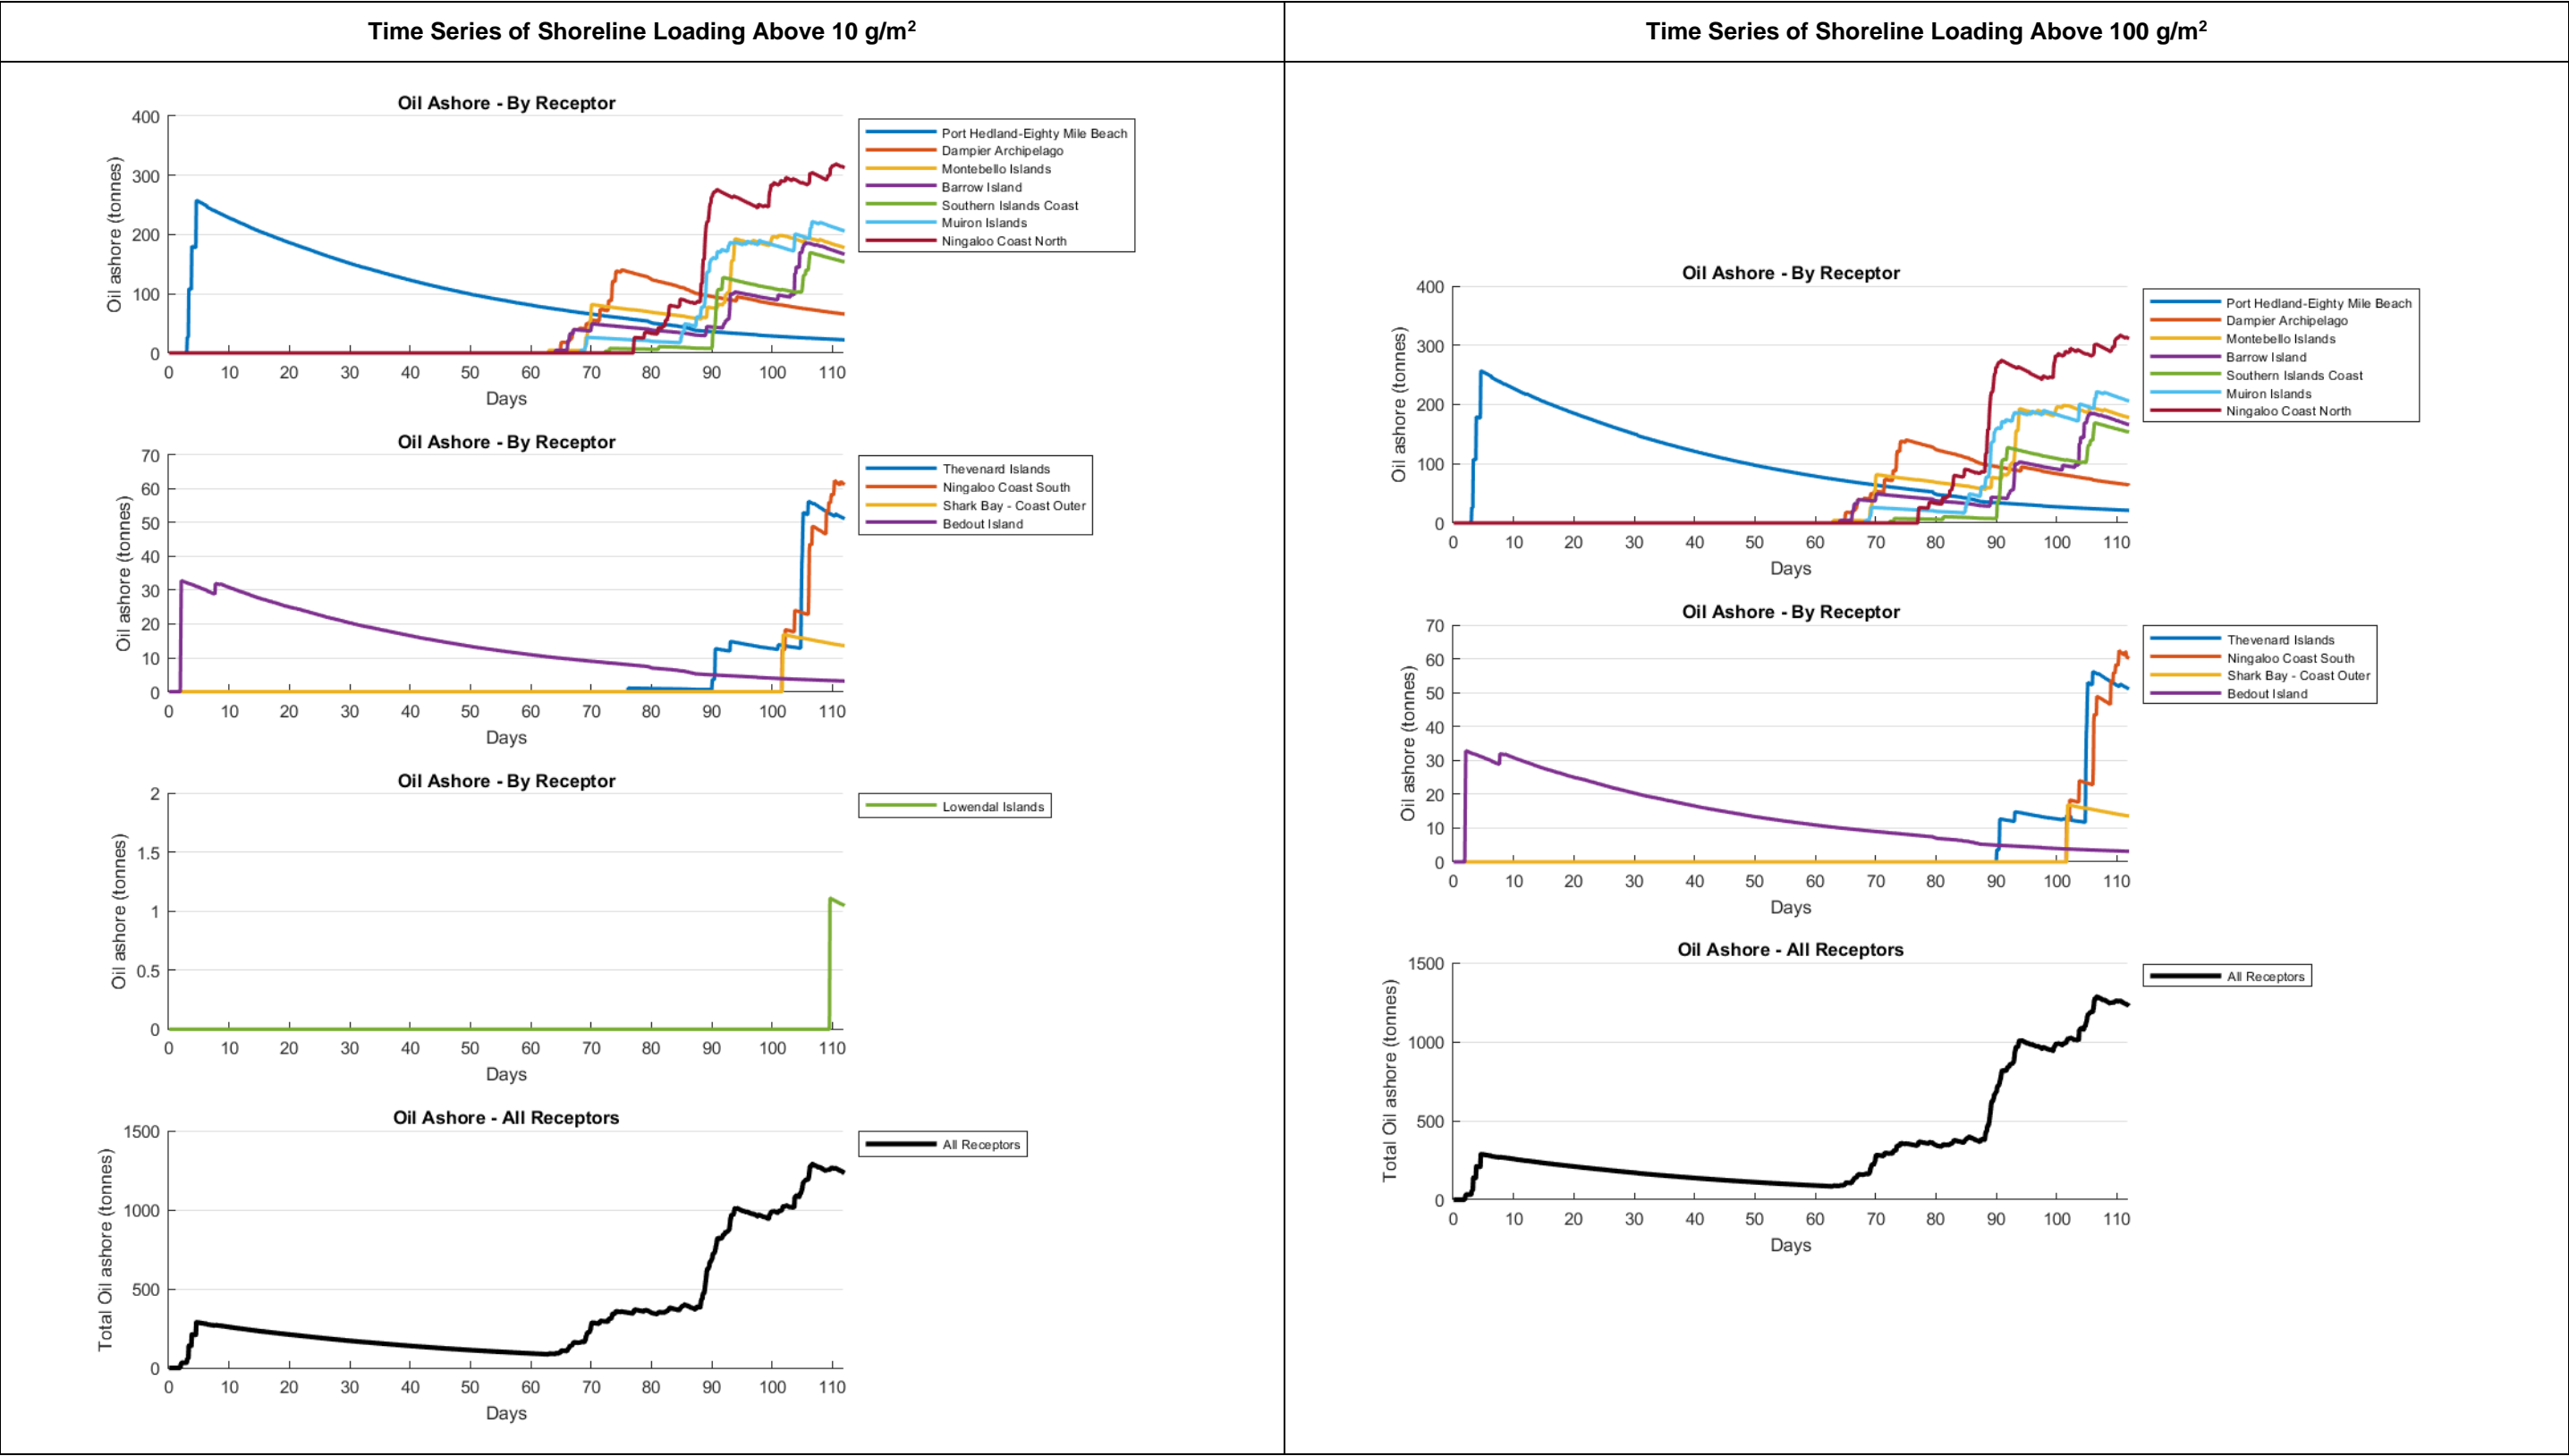 Time Series of Shoreline Loading Above 10 g/m²
Time Series of Shoreline Loading Above 100 g/m²
Oil Ashore - By Receptor
400
300
200
100
0
Oil ashore (tonnes)
0 10 20 30 40 50 60 70 80 90 100 110
Days
Port Hedland-Eighty Mile Beach
Dampier Archipelago
Montebello Islands
Barrow Island
Southern Islands Coast
Muiron Islands
Ningaloo Coast North
Oil Ashore - By Receptor
70
60
50
40
30
20
10
0
Oil ashore (tonnes)
0 10 20 30 40 50 60 70 80 90 100 110
Days
Thevenard Islands
Ningaloo Coast South
Shark Bay - Coast Outer
Bedout Island
Oil Ashore - By Receptor
2
1.5
1
0.5
0
Oil ashore (tonnes)
0 10 20 30 40 50 60 70 80 90 100 110
Days
Lowendal Islands
Oil Ashore - All Receptors
1500
1000
500
0
Total Oil ashore (tonnes)
0 10 20 30 40 50 60 70 80 90 100 110
Days
All Receptors
Oil Ashore - By Receptor
400
300
200
100
0
Oil ashore (tonnes)
0 10 20 30 40 50 60 70 80 90 100 110
Days
Port Hedland-Eighty Mile Beach
Dampier Archipelago
Montebello Islands
Barrow Island
Southern Islands Coast
Muiron Islands
Ningaloo Coast North
Oil Ashore - By Receptor
70
60
50
40
30
20
10
0
Oil ashore (tonnes)
0 10 20 30 40 50 60 70 80 90 100 110
Days
Thevenard Islands
Ningaloo Coast South
Shark Bay - Coast Outer
Bedout Island
Oil Ashore - All Receptors
1500
1000
500
0
Total Oil ashore (tonnes)
0 10 20 30 40 50 60 70 80 90 100 110
Days
All Receptors